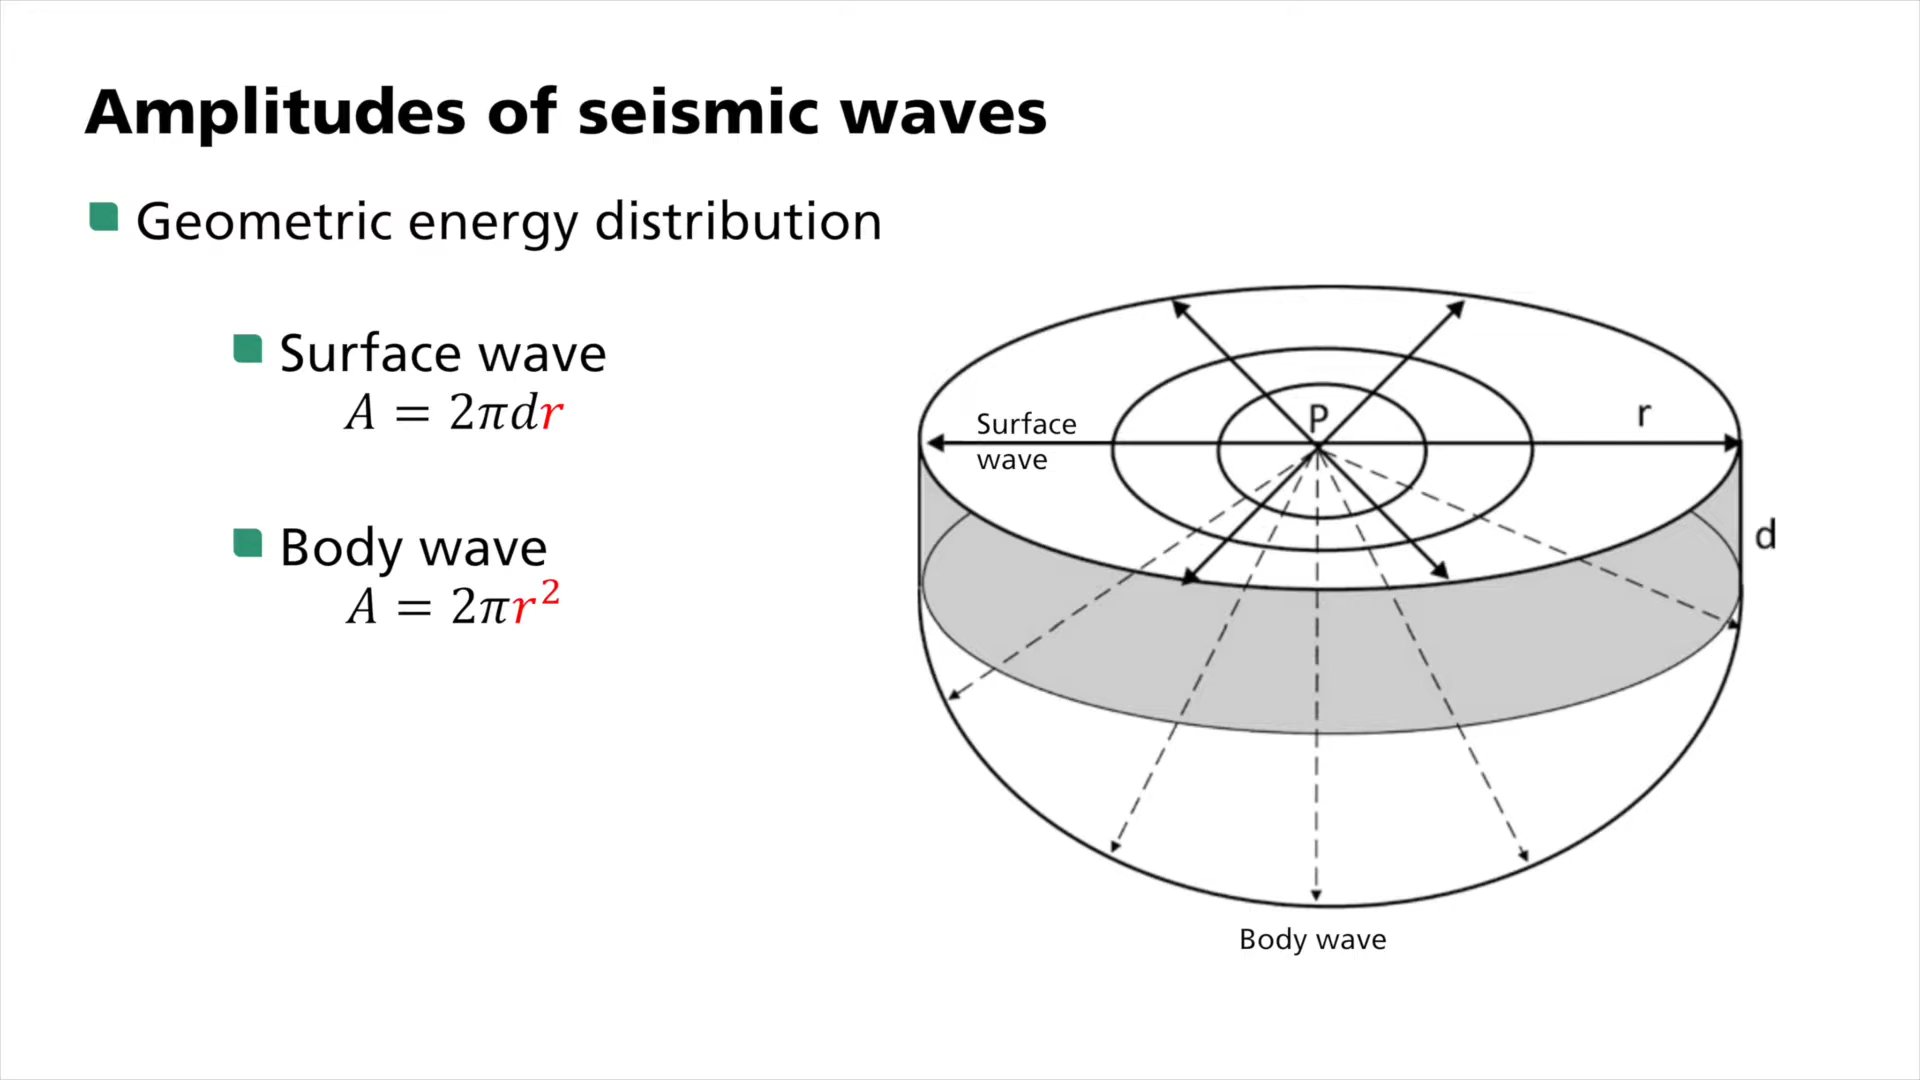 Amplitudes of seismic waves
Geometric energy distribution
Surface wave
A = 2πdr
Body wave
A = 2πr²
P
r
Surface
wave
d
Body wave